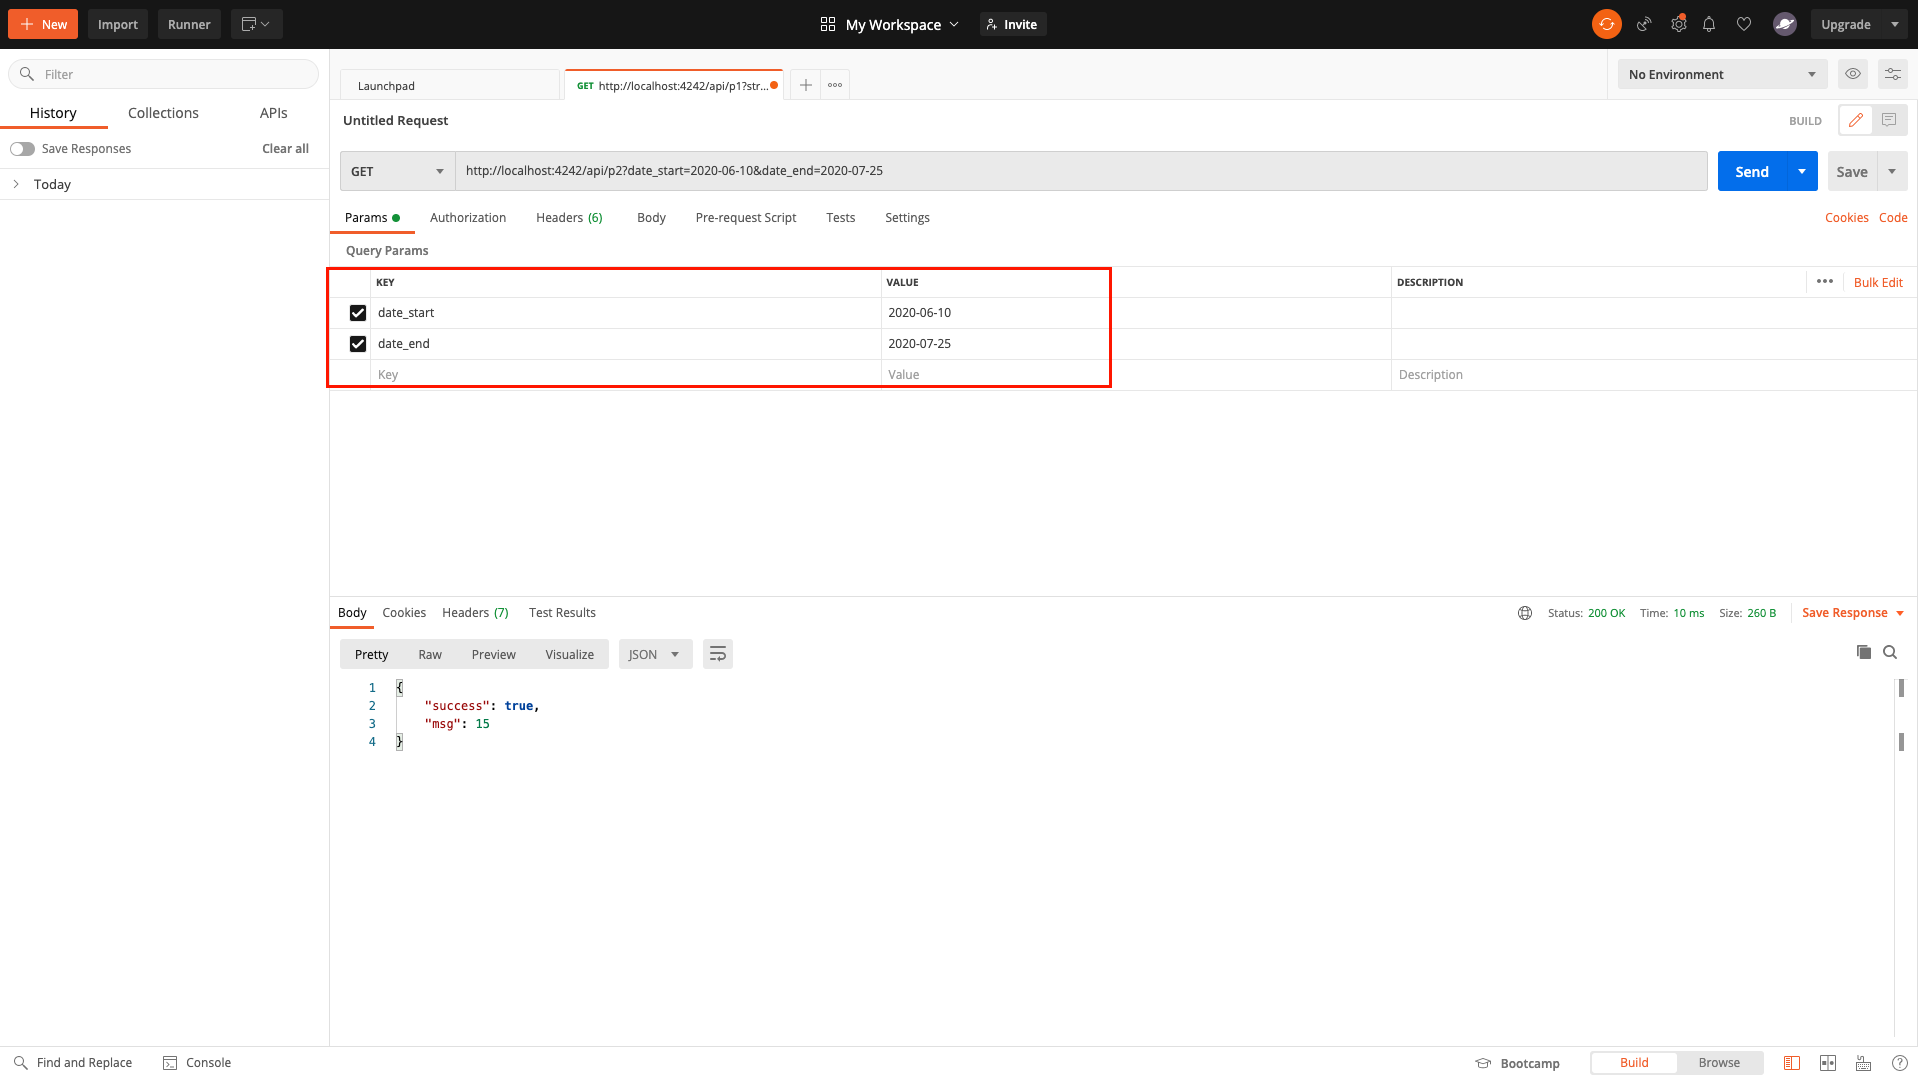 New Import Runner My Workspace Invite Upgrade
Filter
Launchpad GET http://localhost:4242/api/p1?str... No Environment
History Collections APIs
Untitled Request BUILD
Save Responses Clear all
GET http://localhost:4242/api/p2?date_start=2020-06-10&date_end=2020-07-25 Send Save
Today
Params Authorization Headers (6) Body Pre-request Script Tests Settings Cookies Code
Query Params
KEY VALUE DESCRIPTION Bulk Edit
date_start 2020-06-10
date_end 2020-07-25
Key Value Description
Body Cookies Headers (7) Test Results Status: 200 OK Time: 10 ms Size: 260 B Save Response
Pretty Raw Preview Visualize JSON
1 {
2 "success": true,
3 "msg": 15
4 }
Find and Replace Console Bootcamp Build Browse